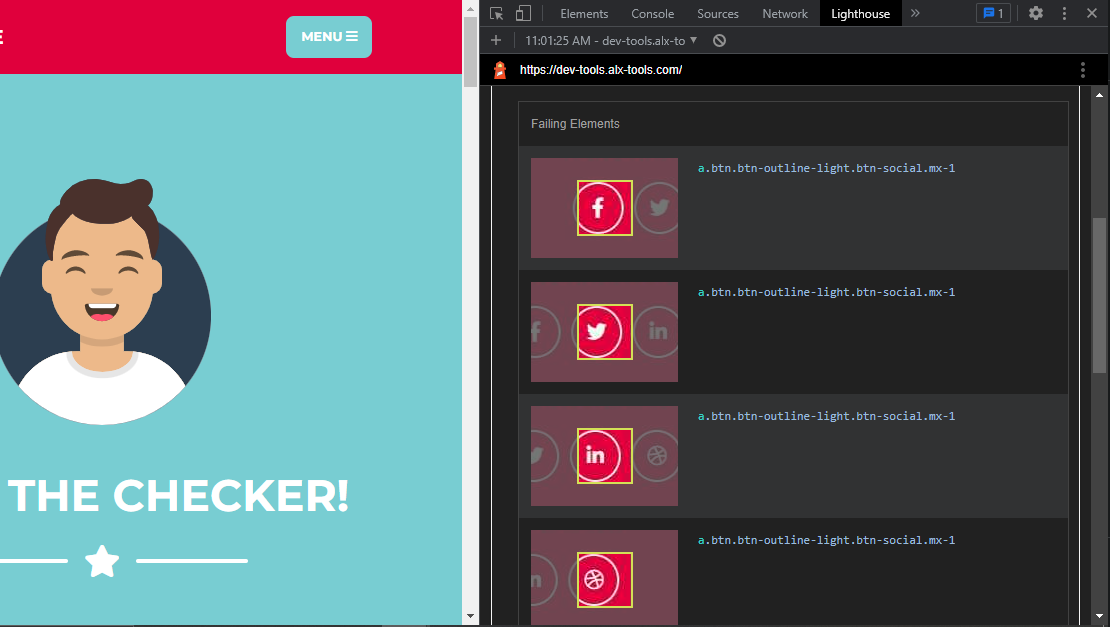 E
MENU
THE CHECKER!
Elements Console Sources Network Lighthouse » 1
11:01:25 AM - dev-tools.alx-to
https://dev-tools.alx-tools.com/
Failing Elements
f
a.btn.btn-outline-light.btn-social.mx-1
f in
a.btn.btn-outline-light.btn-social.mx-1
in
a.btn.btn-outline-light.btn-social.mx-1
in
a.btn.btn-outline-light.btn-social.mx-1